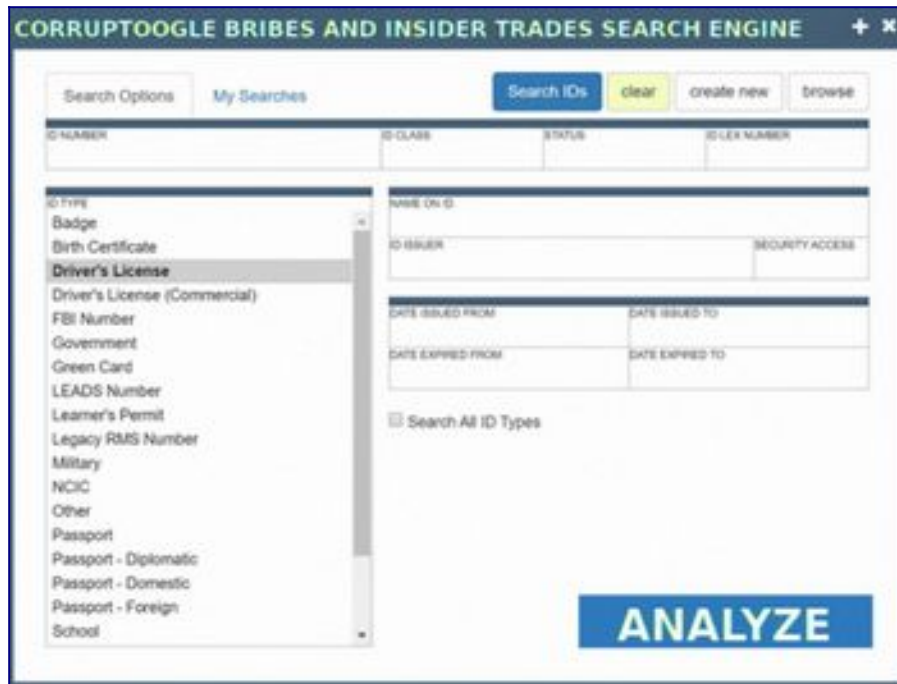 CORRUPTOOGLE BRIBES AND INSIDER TRADES SEARCH ENGINE + ×
Search Options My Searches Search IDs clear create new browse
ID NUMBER ID CLASS STATUS ID LEX NUMBER
ID TYPE
Badge
Birth Certificate
Driver's License
Driver's License (Commercial)
FBI Number
Government
Green Card
LEADS Number
Learner's Permit
Legacy RMS Number
Military
NCIC
Other
Passport
Passport - Diplomatic
Passport - Domestic
Passport - Foreign
School
NAME ON ID
ID ISSUER SECURITY ACCESS
DATE ISSUED FROM DATE ISSUED TO
DATE EXPIRED FROM DATE EXPIRED TO
Search All ID Types
ANALYZE